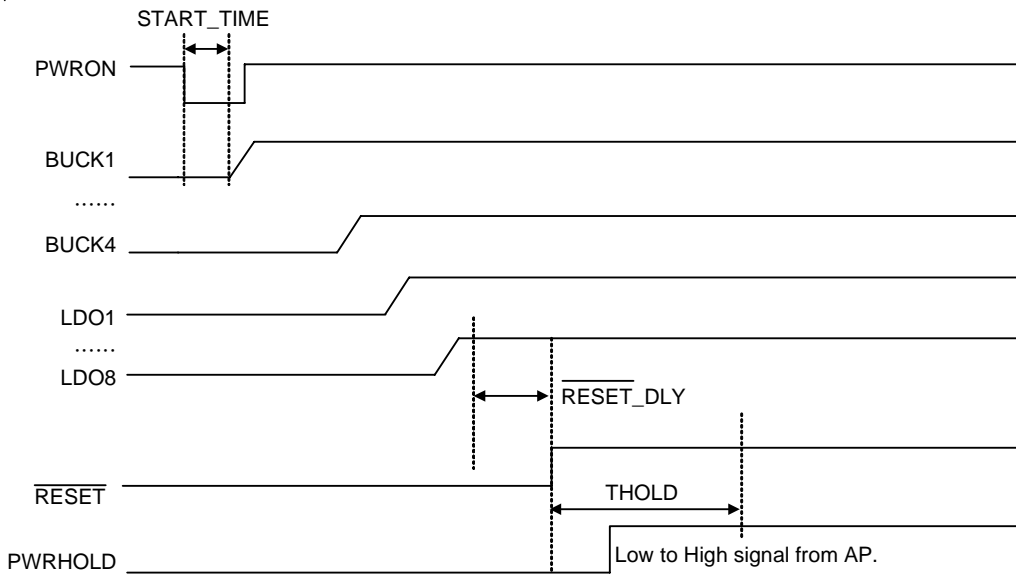 START_TIME
PWRON
BUCK1
......
BUCK4
LDO1
......
LDO8
RESET_DLY
RESET
THOLD
PWRHOLD
Low to High signal from AP.